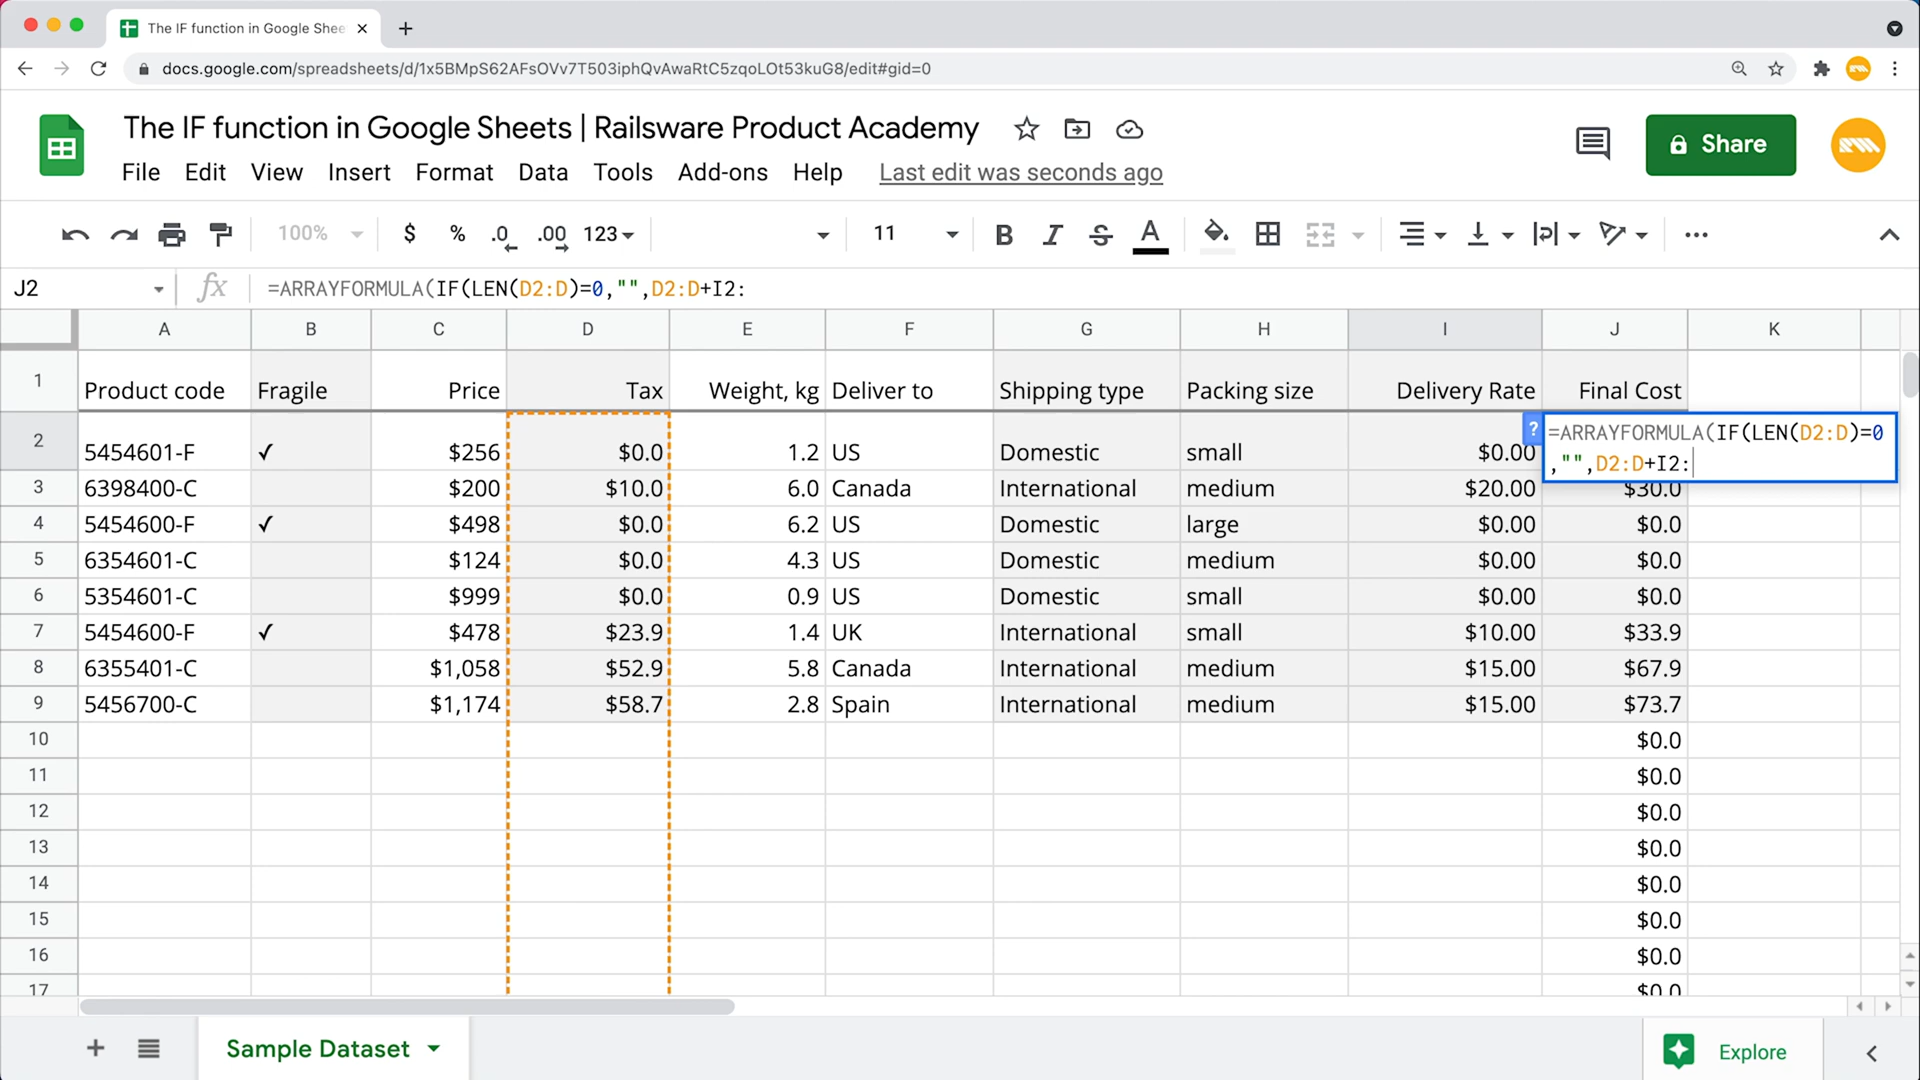 The IF function in Google Shee
docs.google.com/spreadsheets/d/1x5BMpS62AFsOVv7T503iphQvAwaRtC5zqoLOt53kuG8/edit#gid=0
The IF function in Google Sheets | Railsware Product Academy
Share
File Edit View Insert Format Data Tools Add-ons Help Last edit was seconds ago
100% $ % .0 .00 123 11 B I S A
J2 fx =ARRAYFORMULA(IF(LEN(D2:D)=0,"",D2:D+I2:
A B C D E F G H I J K
1 Product code Fragile Price Tax Weight, kg Deliver to Shipping type Packing size Delivery Rate Final Cost
2 5454601-F ✓ $256 $0.0 1.2 US Domestic small $0.00 ? =ARRAYFORMULA(IF(LEN(D2:D)=0
,"",D2:D+I2:
3 6398400-C $200 $10.0 6.0 Canada International medium $20.00 $30.0
4 5454600-F ✓ $498 $0.0 6.2 US Domestic large $0.00 $0.0
5 6354601-C $124 $0.0 4.3 US Domestic medium $0.00 $0.0
6 5354601-C $999 $0.0 0.9 US Domestic small $0.00 $0.0
7 5454600-F ✓ $478 $23.9 1.4 UK International small $10.00 $33.9
8 6355401-C $1,058 $52.9 5.8 Canada International medium $15.00 $67.9
9 5456700-C $1,174 $58.7 2.8 Spain International medium $15.00 $73.7
10 $0.0
11 $0.0
12 $0.0
13 $0.0
14 $0.0
15 $0.0
16 $0.0
17 $0.0
Sample Dataset Explore